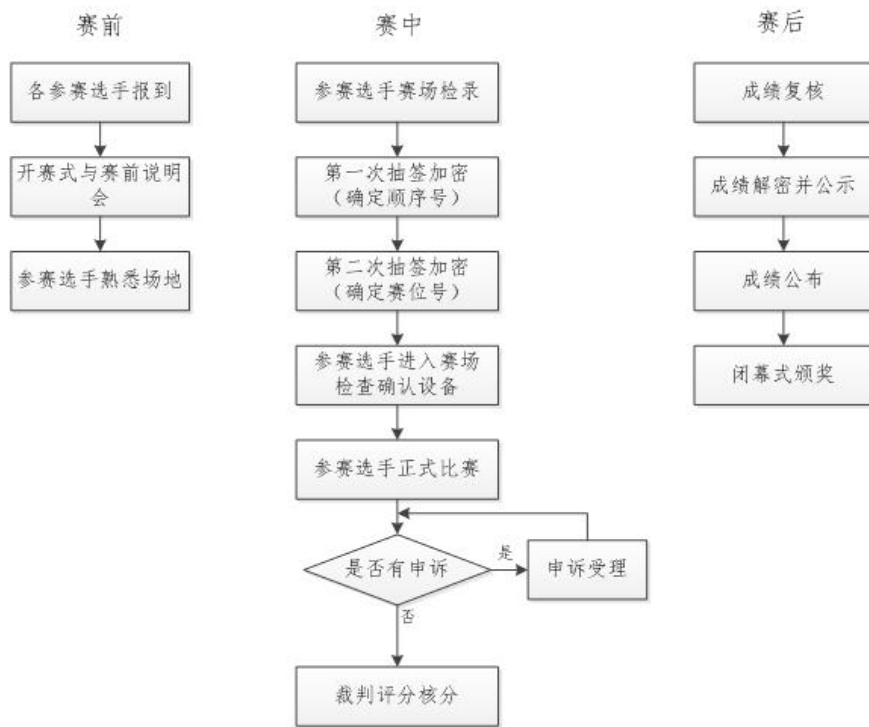 赛前
各参赛选手报到
开赛式与赛前说明
会
参赛选手熟悉场地
赛中
参赛选手赛场检录
第一次抽签加密
（确定顺序号）
第二次抽签加密
（确定赛位号）
参赛选手进入赛场
检查确认设备
参赛选手正式比赛
是否有申诉
是
申诉受理
否
裁判评分核分
赛后
成绩复核
成绩解密并公示
成绩公布
闭幕式颁奖